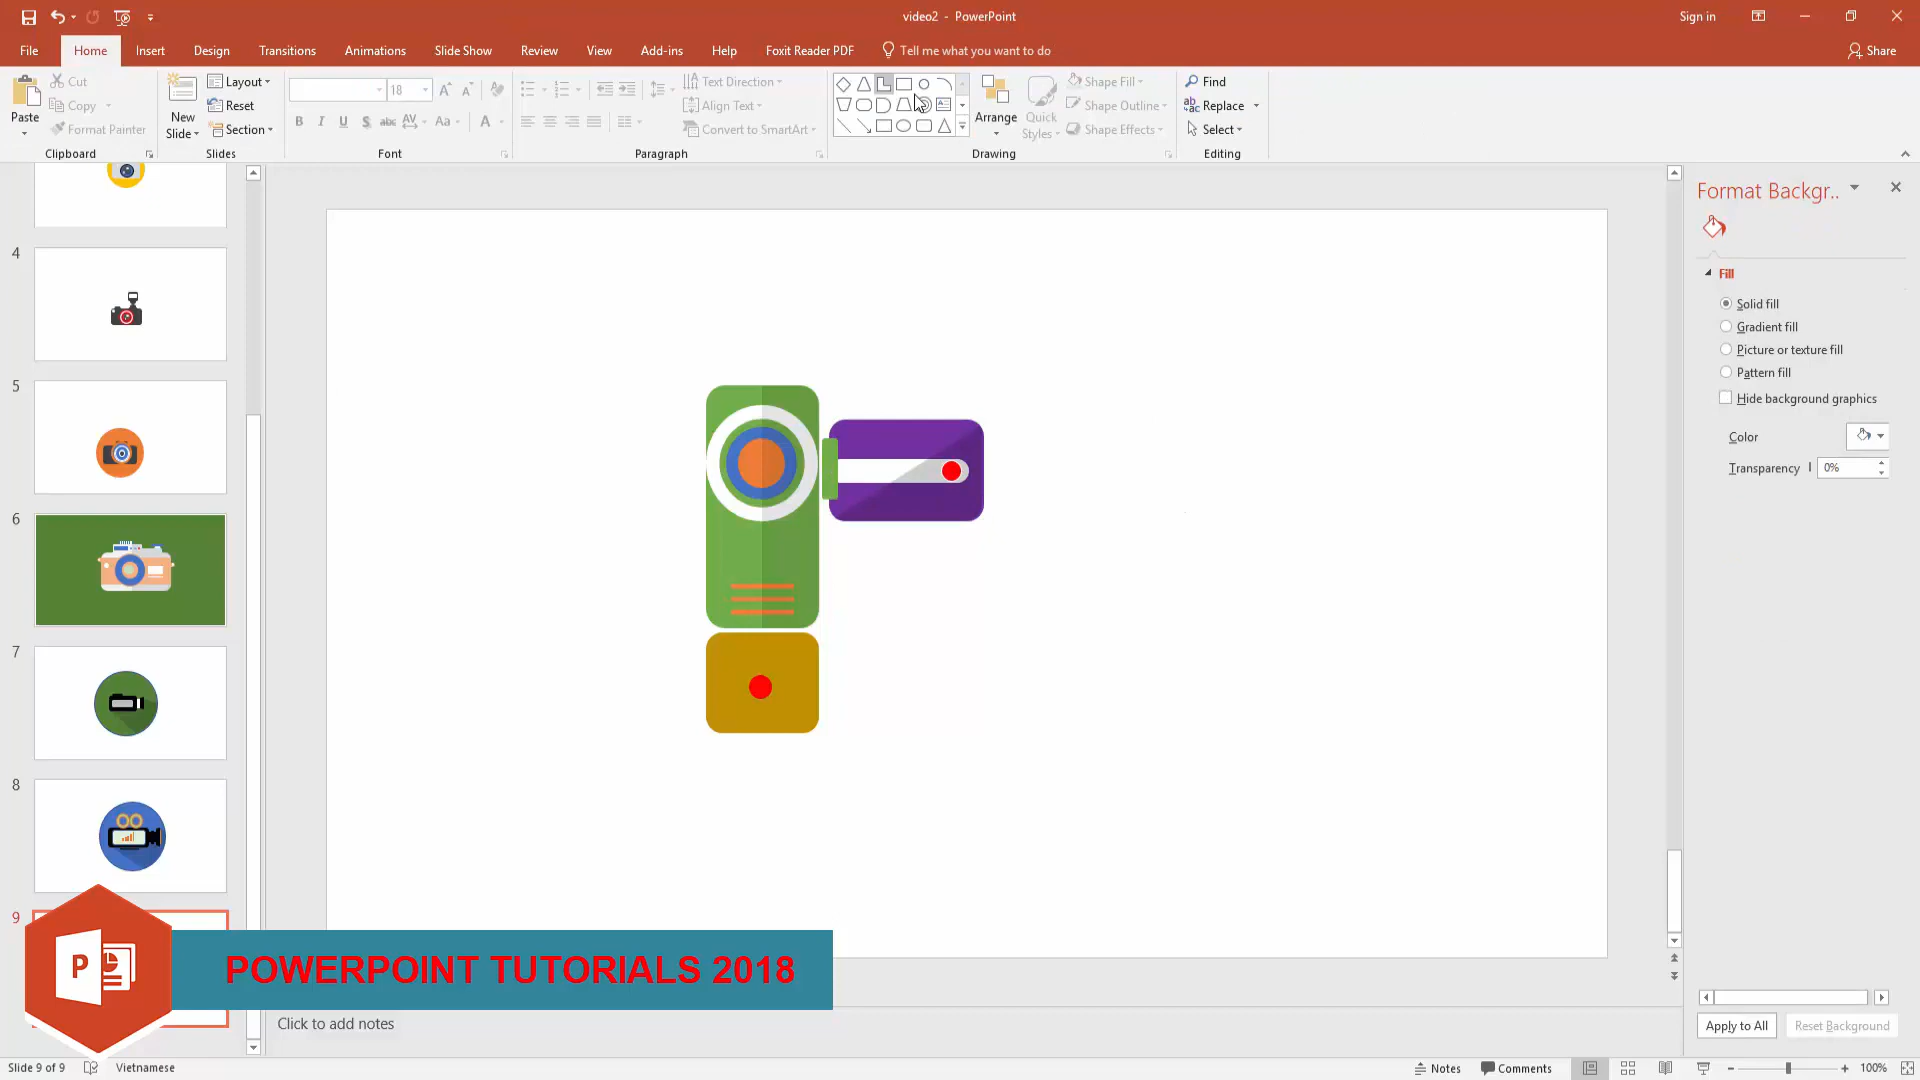 video2 - PowerPoint
Sign in
File
Home
Insert
Design
Transitions
Animations
Slide Show
Review
View
Add-ins
Help
Foxit Reader PDF
Tell me what you want to do
Share
Paste
Cut
Copy
Format Painter
Clipboard
New
Slide
Layout
Reset
Section
Slides
18
B I U S abc AV Aa A
Font
Text Direction
Align Text
Convert to SmartArt
Paragraph
Arrange
Quick
Styles
Shape Fill
Shape Outline
Shape Effects
Drawing
Find
Replace
Select
Editing
4
5
6
7
8
9
Format Backgr..
Fill
Solid fill
Gradient fill
Picture or texture fill
Pattern fill
Hide background graphics
Color
Transparency
0%
Apply to All
Reset Background
P
POWERPOINT TUTORIALS 2018
Click to add notes
Slide 9 of 9
Vietnamese
Notes
Comments
100%